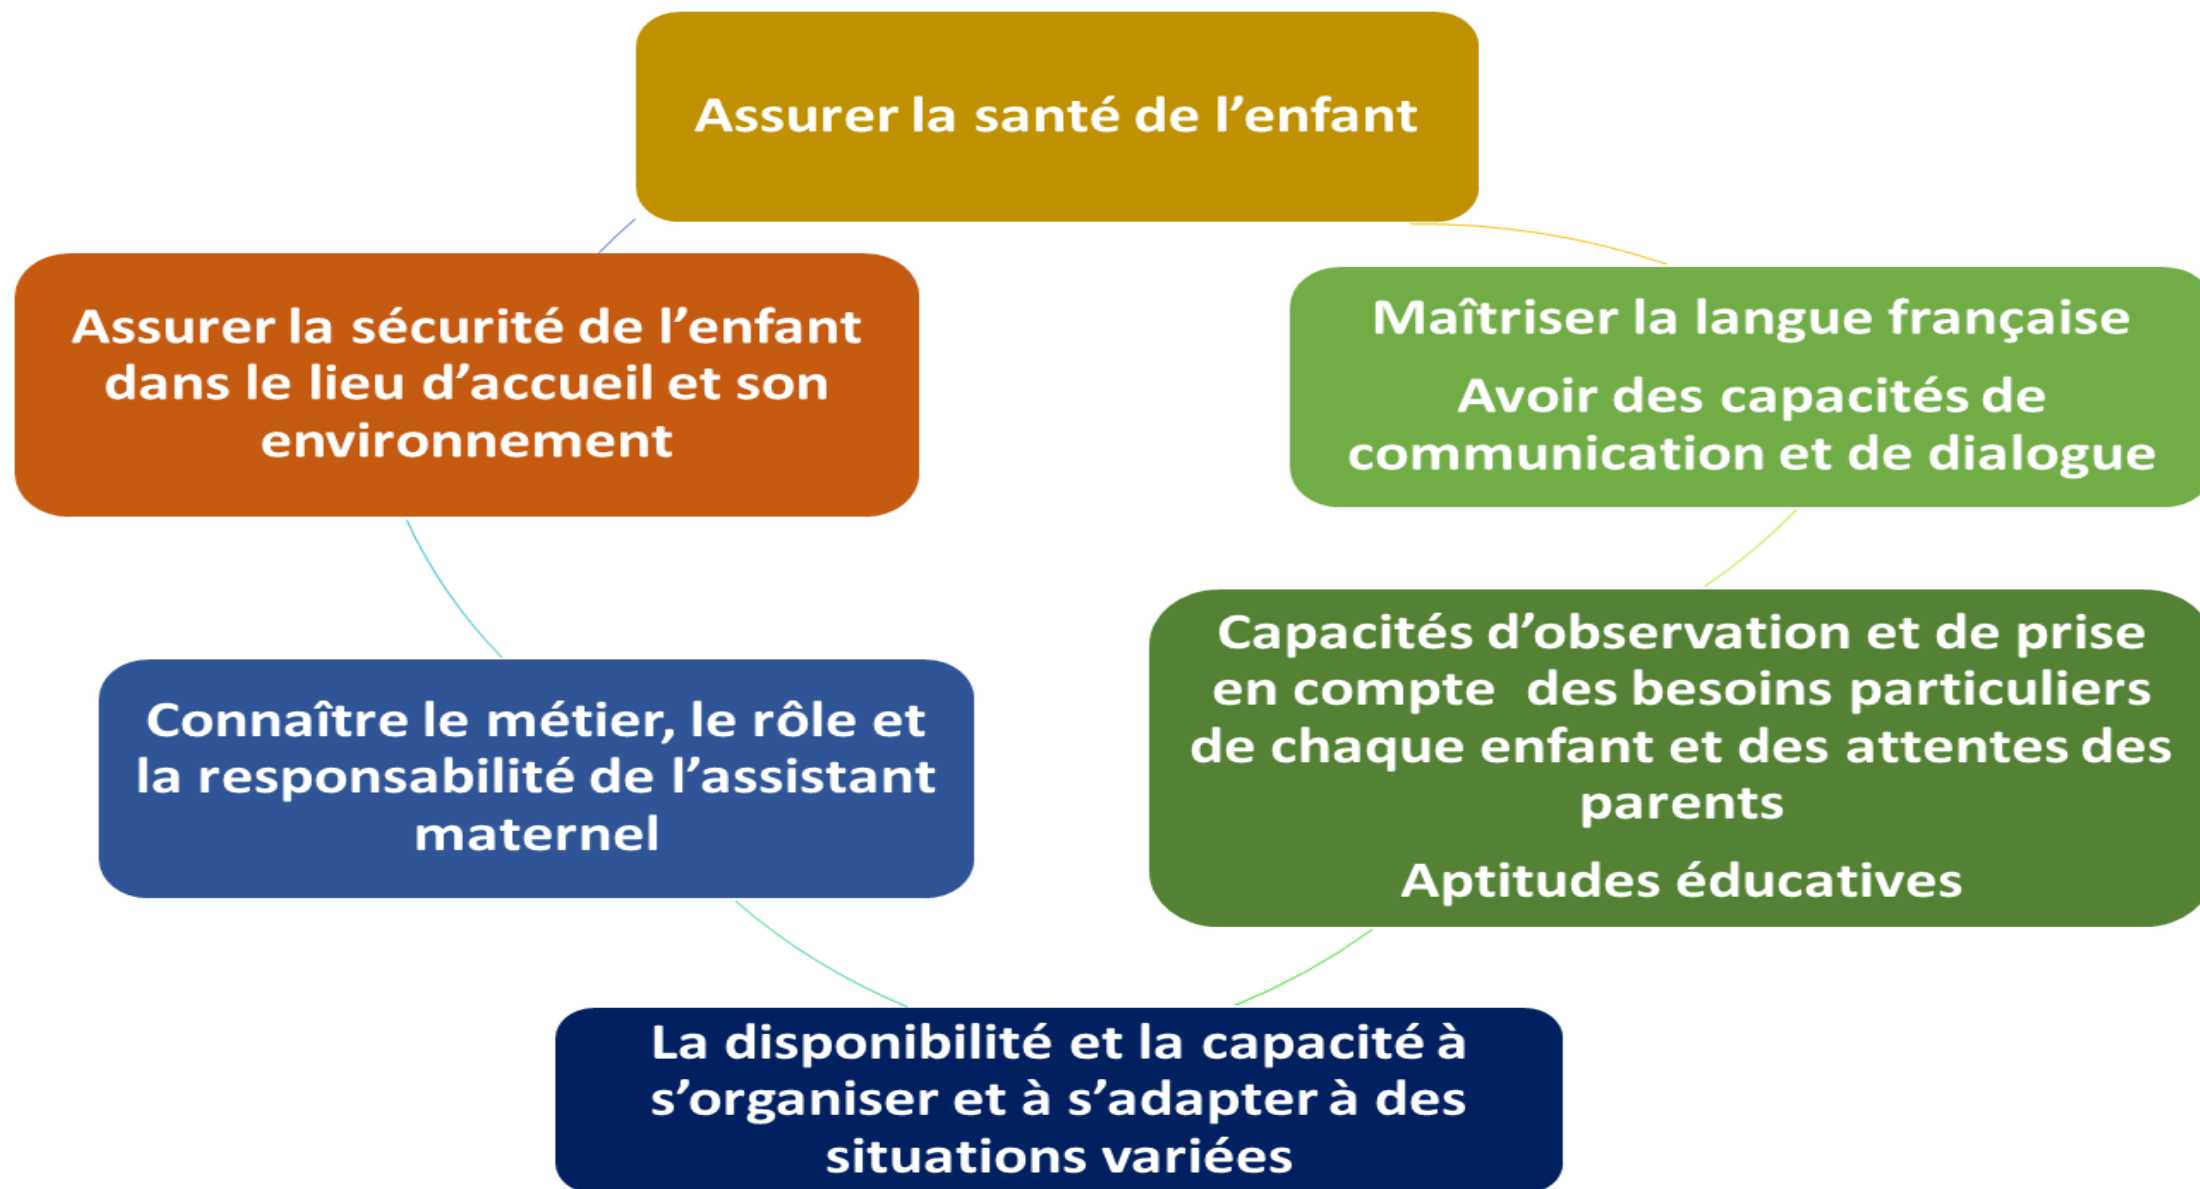 Assurer la santé de l’enfant
Assurer la sécurité de l’enfant
dans le lieu d’accueil et son
environnement
Maîtriser la langue française
Avoir des capacités de
communication et de dialogue
Connaître le métier, le rôle et
la responsabilité de l’assistant
maternel
Capacités d’observation et de prise
en compte  des besoins particuliers
de chaque enfant et des attentes des
parents
Aptitudes éducatives
La disponibilité et la capacité à
s’organiser et à s’adapter à des
situations variées